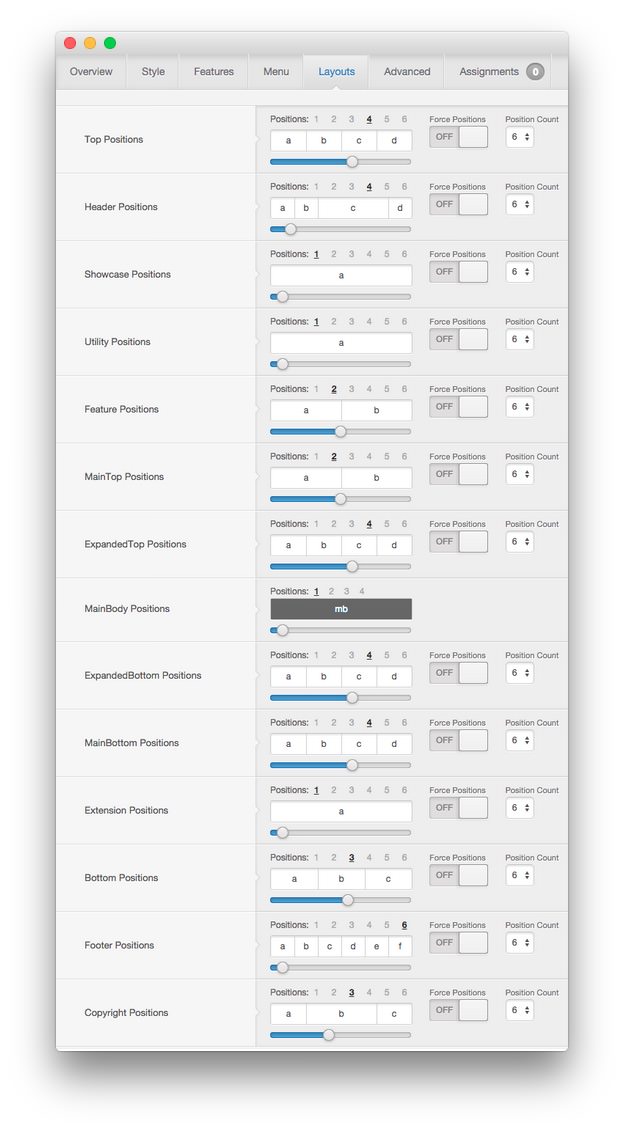 Overview Style Features Menu Layouts Advanced Assignments 0
Positions: 1 2 3 4 5 6 Force Positions Position Count
Top Positions a b c d OFF 6
Positions: 1 2 3 4 5 6 Force Positions Position Count
Header Positions a b c d OFF 6
Positions: 1 2 3 4 5 6 Force Positions Position Count
Showcase Positions a OFF 6
Positions: 1 2 3 4 5 6 Force Positions Position Count
Utility Positions a OFF 6
Positions: 1 2 3 4 5 6 Force Positions Position Count
Feature Positions a b OFF 6
Positions: 1 2 3 4 5 6 Force Positions Position Count
MainTop Positions a b OFF 6
Positions: 1 2 3 4 5 6 Force Positions Position Count
ExpandedTop Positions a b c d OFF 6
Positions: 1 2 3 4
MainBody Positions mb
Positions: 1 2 3 4 5 6 Force Positions Position Count
ExpandedBottom Positions a b c d OFF 6
Positions: 1 2 3 4 5 6 Force Positions Position Count
MainBottom Positions a b c d OFF 6
Positions: 1 2 3 4 5 6 Force Positions Position Count
Extension Positions a OFF 6
Positions: 1 2 3 4 5 6 Force Positions Position Count
Bottom Positions a b c OFF 6
Positions: 1 2 3 4 5 6 Force Positions Position Count
Footer Positions a b c d e f OFF 6
Positions: 1 2 3 4 5 6 Force Positions Position Count
Copyright Positions a b c OFF 6